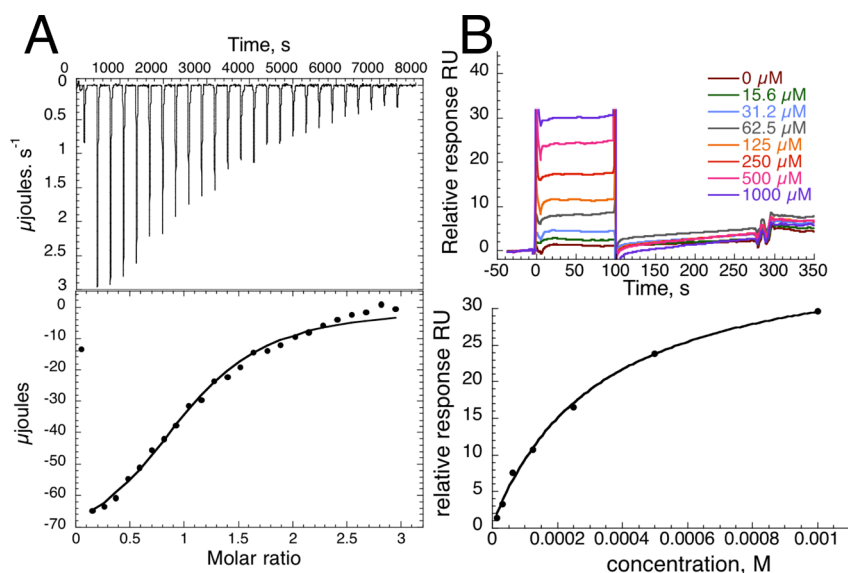 A
Time, s
0 1000 2000 3000 4000 5000 6000 7000 8000
0
0.5
1
1.5
2
2.5
3
µjoules. s-1
0
-10
-20
-30
-40
-50
-60
-70
µjoules
0 0.5 1 1.5 2 2.5 3
Molar ratio
B
40
30
20
10
0
Relative response RU
0 µM
15.6 µM
31.2 µM
62.5 µM
125 µM
250 µM
500 µM
1000 µM
-50 0 50 100 150 200 250 300 350
Time, s
30
25
20
15
10
5
0
relative response RU
0 0.0002 0.0004 0.0006 0.0008 0.001
concentration, M